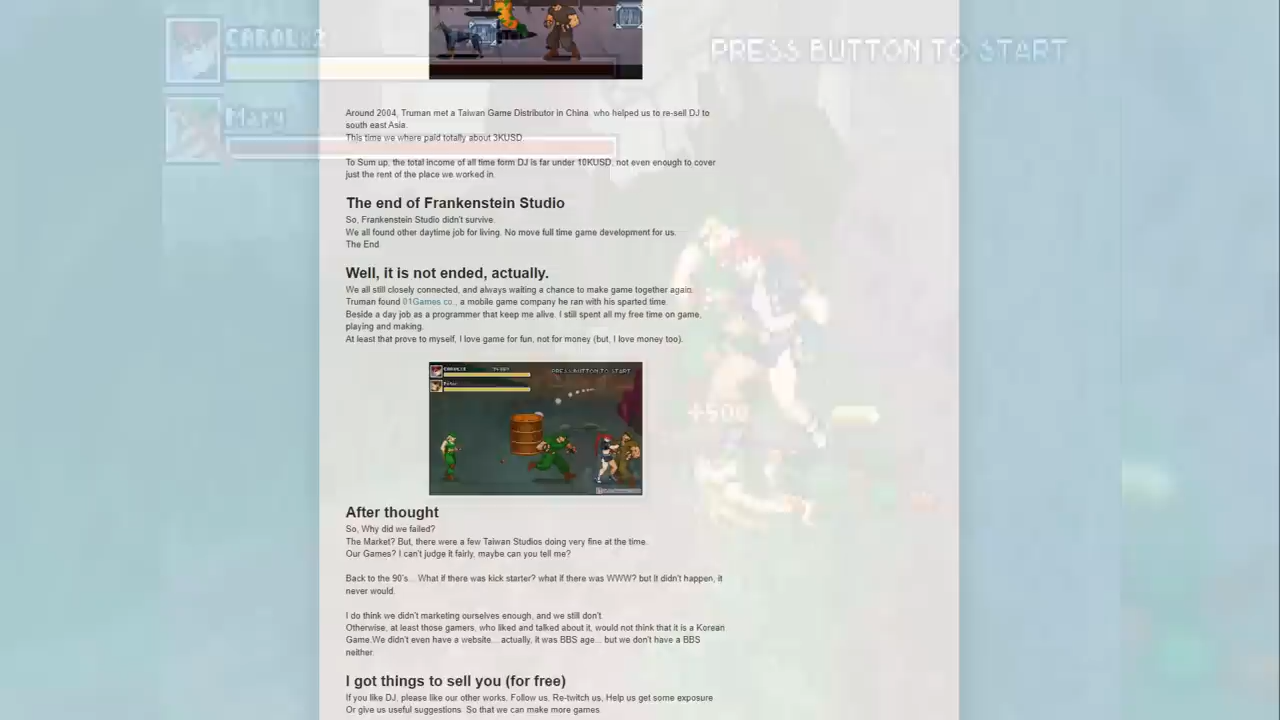 CAROLXZ
PRESS BUTTON TO START
Mary
Around 2004, Truman met a Taiwan Game Distributor in China who helped us to re-sell DJ to
south east Asia.
This time we where paid totally about 3KUSD.
To Sum up, the total income of all time form DJ is far under 10KUSD, not even enough to cover
just the rent of the place we worked in.
The end of Frankenstein Studio
So, Frankenstein Studio didn't survive.
We all found other daytime job for living. No move full time game development for us.
The End
Well, it is not ended, actually.
We all still closely connected, and always waiting a chance to make game together again.
Truman found 01Games.co., a mobile game company he ran with his sparted time.
Beside a day job as a programmer that keep me alive. I still spent all my free time on game,
playing and making.
At least that prove to myself, I love game for fun, not for money (but, I love money too).
PRESS BUTTON TO START
+500
After thought
So, Why did we failed?
The Market? But, there were a few Taiwan Studios doing very fine at the time.
Our Games? I can't judge it fairly, maybe can you tell me?
Back to the 90's... What if there was kick starter? what if there was WWW? but it didn't happen, it
never would.
I do think we didn't marketing ourselves enough, and we still don't.
Otherwise, at least those gamers, who liked and talked about it, would not think that it is a Korean
Game.We didn't even have a website... actually, it was BBS age... but we don't have a BBS
neither.
I got things to sell you (for free)
If you like DJ, please like our other works. Follow us, Re-twitch us, Help us get some exposure.
Or give us useful suggestions. So that we can make more games.